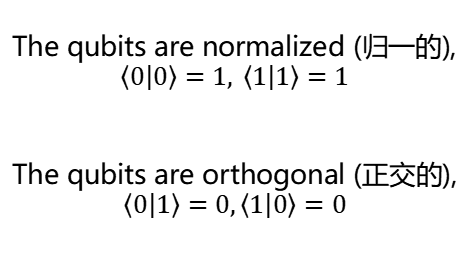 The qubits are normalized (归一的),
⟨0|0⟩ = 1, ⟨1|1⟩ = 1
The qubits are orthogonal (正交的),
⟨0|1⟩ = 0,⟨1|0⟩ = 0